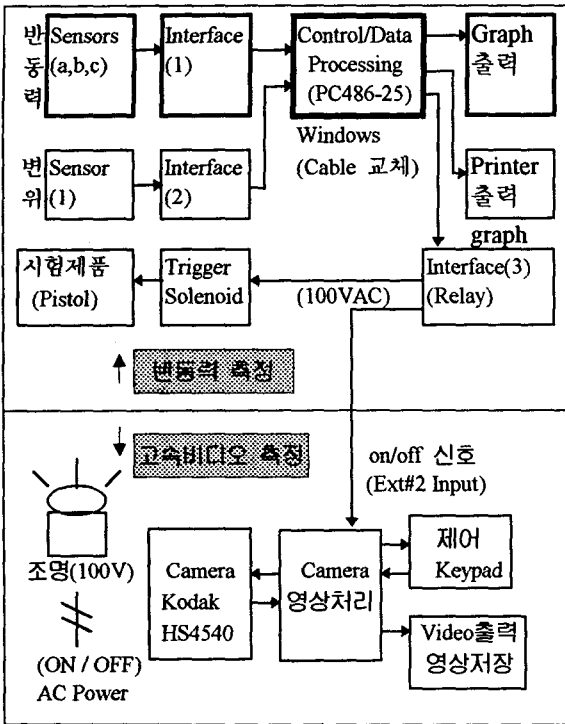 반동력
Sensors
(a,b,c)
Interface
(1)
Control/Data
Processing
(PC486-25)
Graph
출력
변위
Sensor
(1)
Interface
(2)
Windows
(Cable 교체)
Printer
출력
graph
시험제품
(Pistol)
Trigger
Solenoid
(100VAC)
Interface(3)
(Relay)
반동력 측정
고속비디오 측정
on/off 신호
(Ext#2 Input)
조명(100V)
(ON / OFF)
AC Power
Camera
Kodak
HS4540
Camera
영상처리
제어
Keypad
Video출력
영상저장